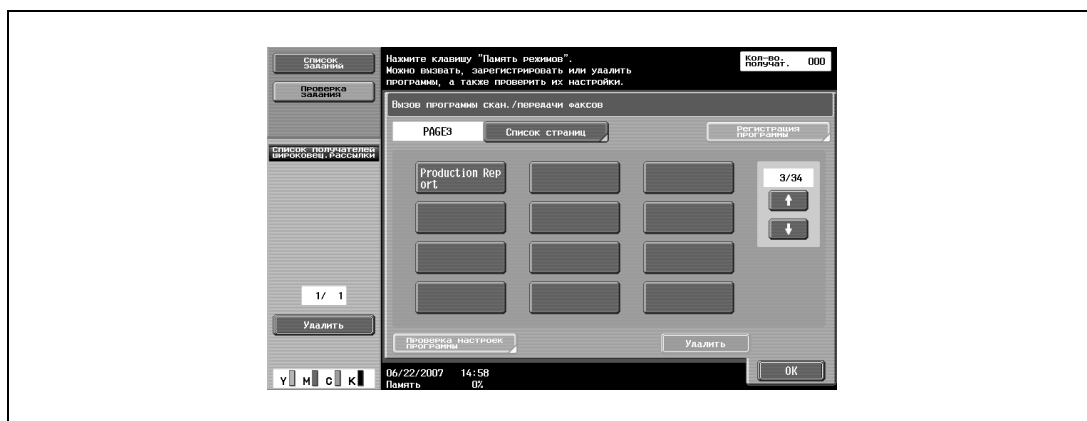 Список
заданий
Проверка
задания
Список получателей
широковещ.рассылки
1/ 1
Удалить
Y M C K
Нажмите клавишу "Память режимов".
Можно вызвать, зарегистрировать или удалить
программы, а также проверить их настройки.
Кол-во.
получат. 000
Вызов программы скан./передачи факсов
PAGE3
Список страниц
Регистрация
программы
Production Rep
ort
3/34
Проверка настроек
программы
Удалить
06/22/2007 14:58
Память 0%
OK